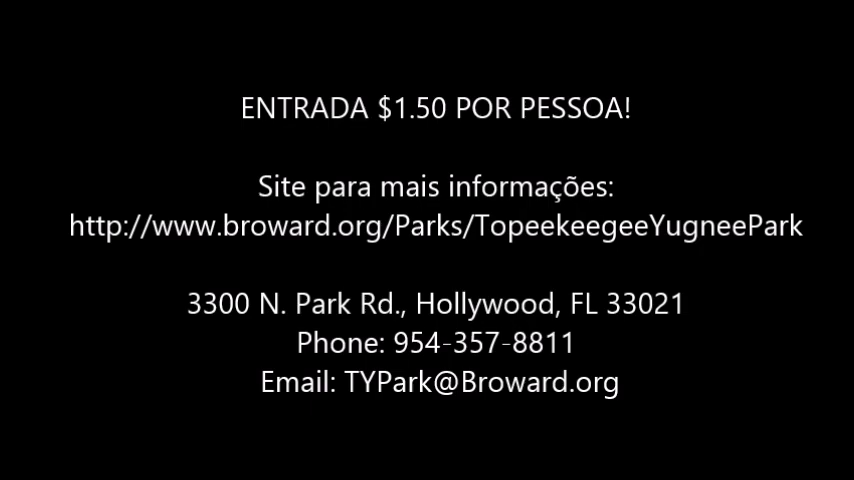 ENTRADA $1.50 POR PESSOA!
Site para mais informações:
http://www.broward.org/Parks/TopeekeegeeYugneePark
3300 N. Park Rd., Hollywood, FL 33021
Phone: 954-357-8811
Email: TYPark@Broward.org